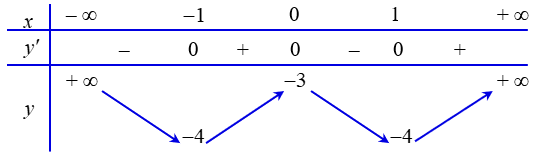 x – ∞ –1 0 1 + ∞
y′ – 0 + 0 – 0 +
+ ∞ –3 + ∞
y
–4 –4